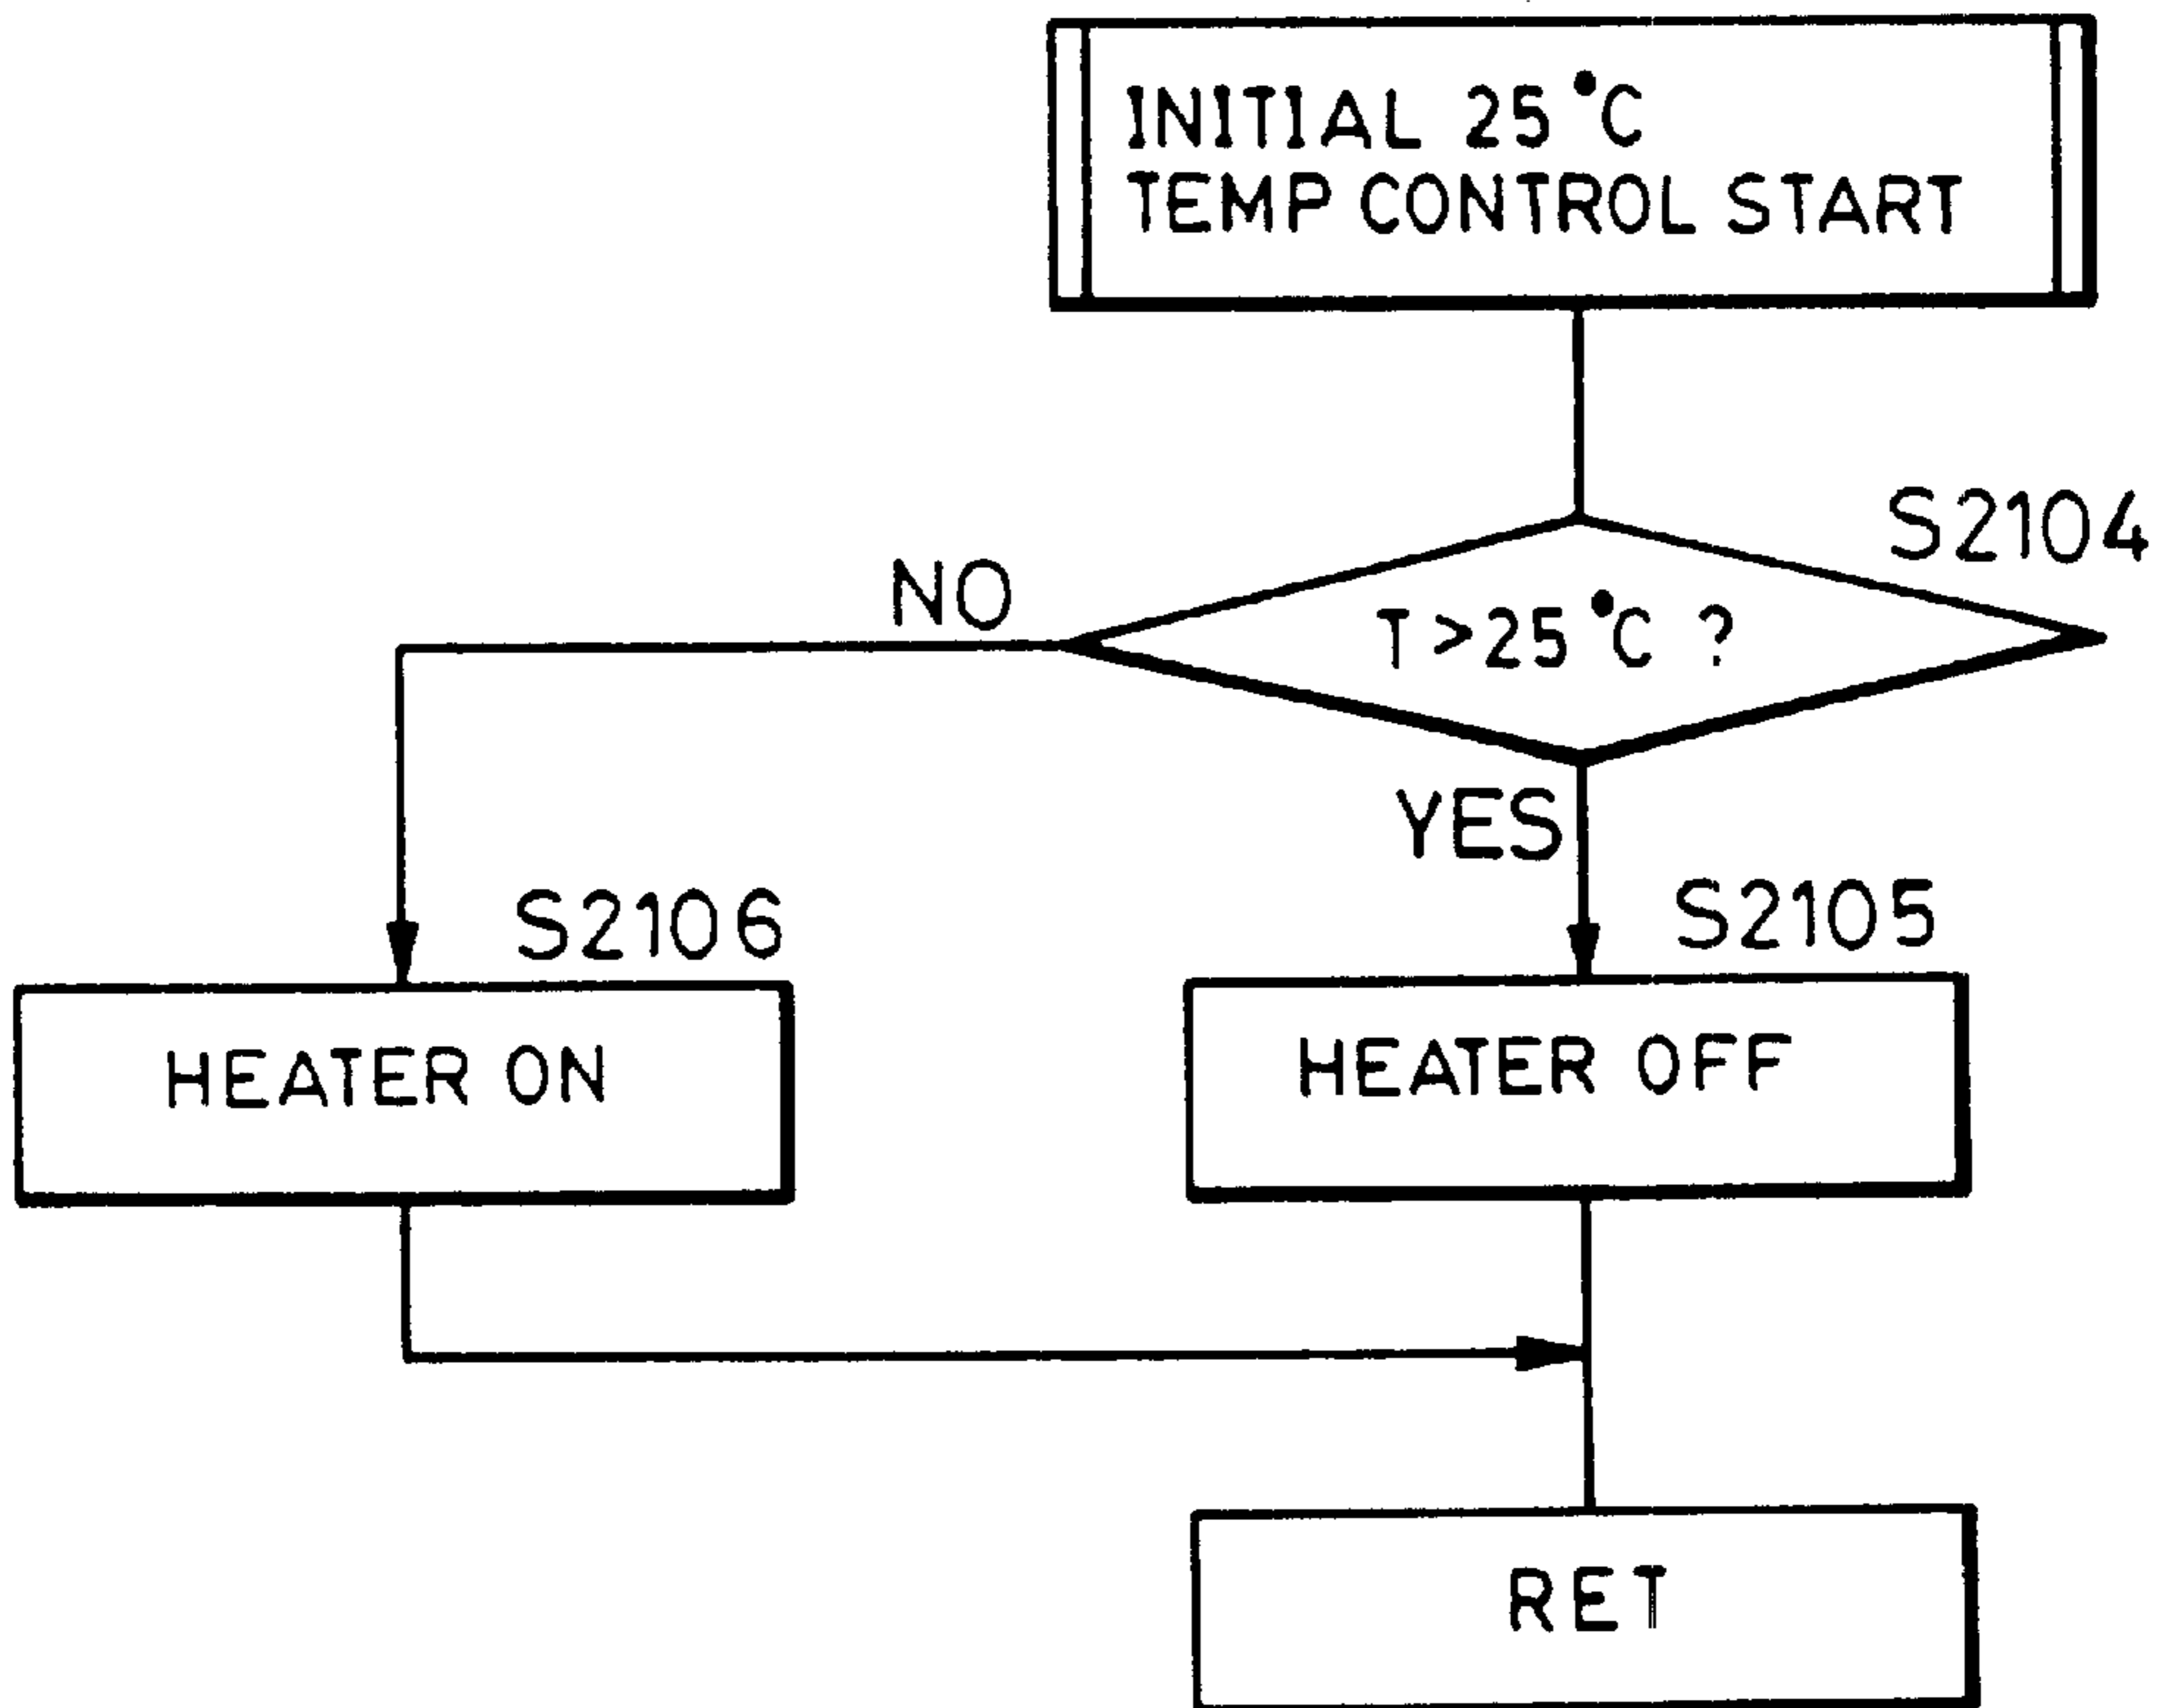 INITIAL 25°C
TEMP CONTROL START
S2104
NO
T>25°C ?
YES
S2106
S2105
HEATER ON
HEATER OFF
RET